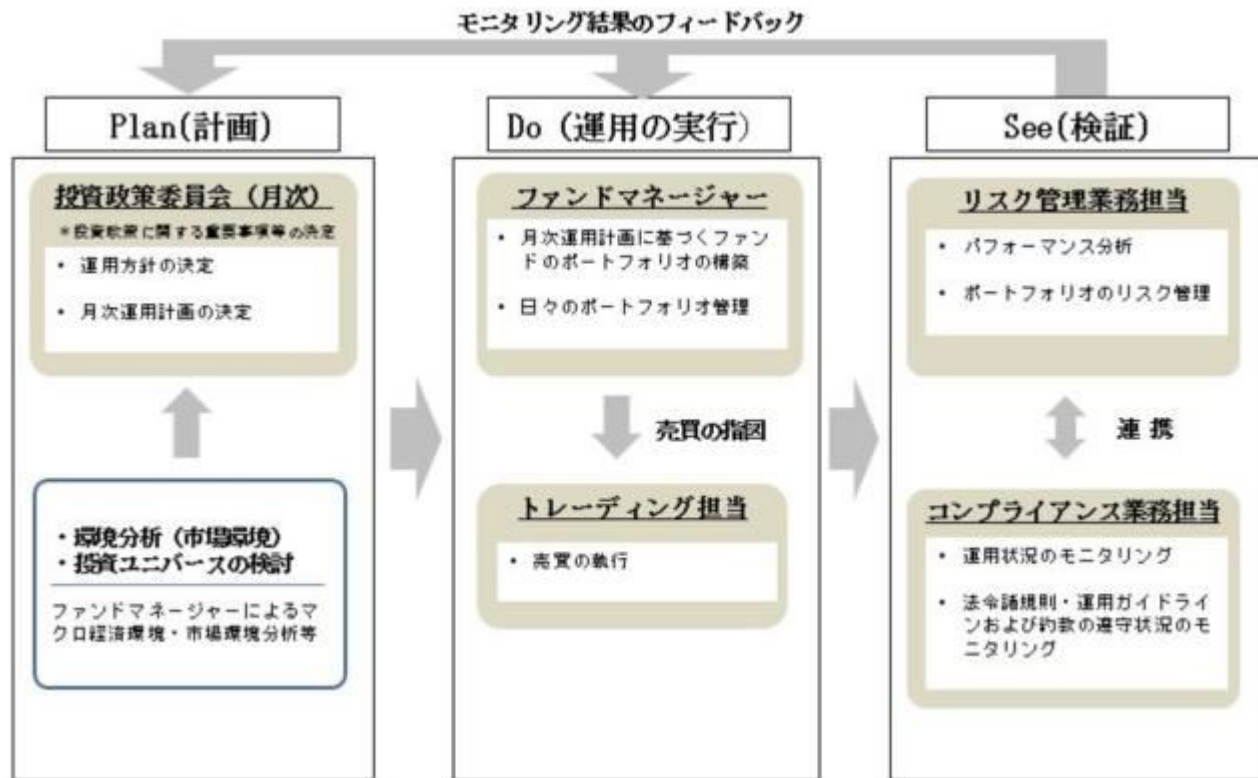 モニタリング結果のフィードバック
Plan(計画)
投資政策委員会（月次）
＊投資政策に関する重要事項等の決定
・ 運用方針の決定
・ 月次運用計画の決定
・環境分析（市場環境）
・投資ユニバースの検討
ファンドマネージャーによるマ
クロ経済環境・市場環境分析等
Do（運用の実行）
ファンドマネージャー
・ 月次運用計画に基づくファン
ドのポートフォリオの構築
・ 日々のポートフォリオ管理
売買の指図
トレーディング担当
・ 売買の執行
See(検証)
リスク管理業務担当
・ パフォーマンス分析
・ ポートフォリオのリスク管理
連 携
コンプライアンス業務担当
・ 運用状況のモニタリング
・ 法令諸規則・運用ガイドライ
ンおよび約款の遵守状況のモ
ニタリング